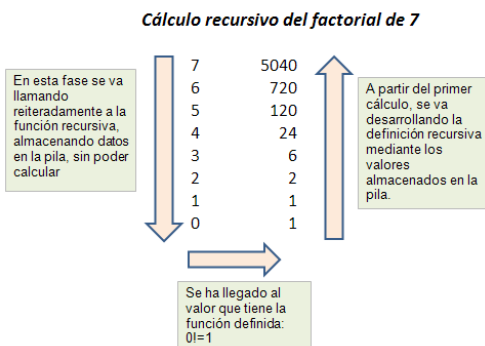 Cálculo recursivo del factorial de 7
En esta fase se va
llamando
reiteradamente a la
función recursiva,
almacenando datos
en la pila, sin poder
calcular
7 5040
6 720
5 120
4 24
3 6
2 2
1 1
0 1
A partir del primer
cálculo, se va
desarrollando la
definición recursiva
mediante los
valores
almacenados en la
pila.
Se ha llegado al
valor que tiene la
función definida:
0!=1